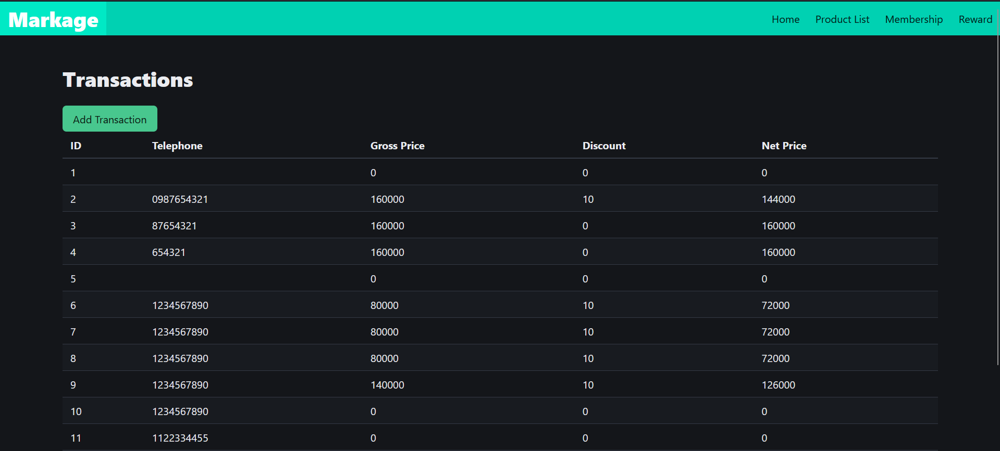 Markage Home Product List Membership Reward
Transactions
Add Transaction
ID Telephone Gross Price Discount Net Price
1 0 0 0
2 0987654321 160000 10 144000
3 87654321 160000 0 160000
4 654321 160000 0 160000
5 0 0 0
6 1234567890 80000 10 72000
7 1234567890 80000 10 72000
8 1234567890 80000 10 72000
9 1234567890 140000 10 126000
10 1234567890 0 0 0
11 1122334455 0 0 0